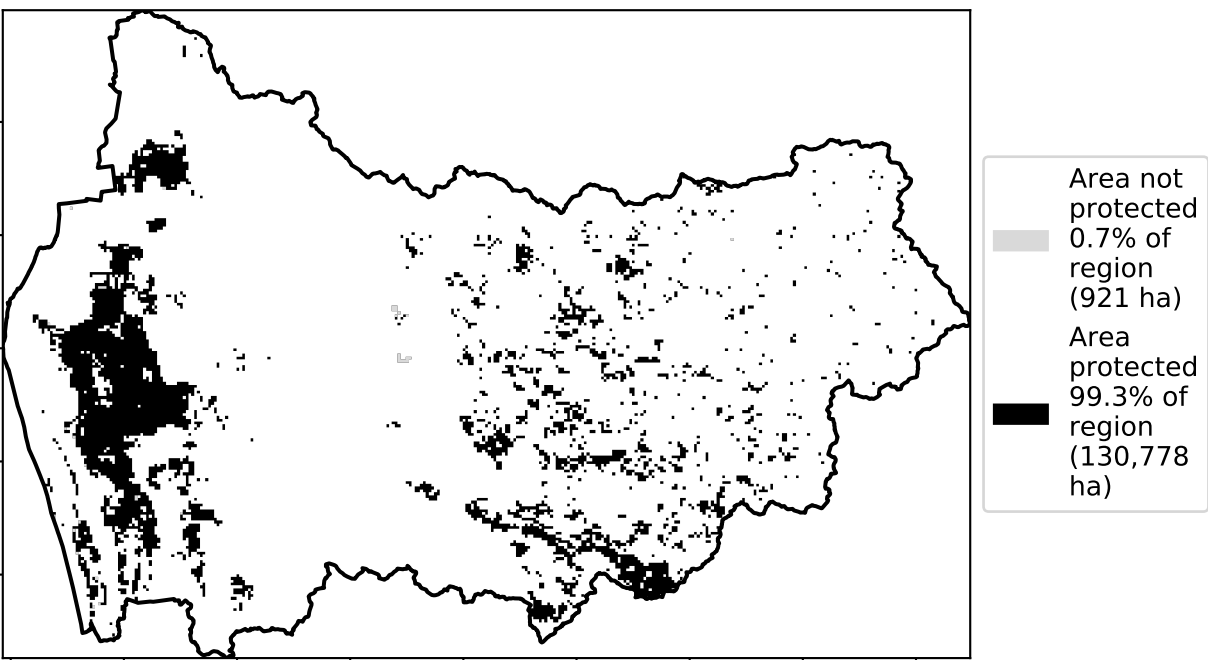 Area not
protected
0.7% of
region
(921 ha)
Area
protected
99.3% of
region
(130,778
ha)